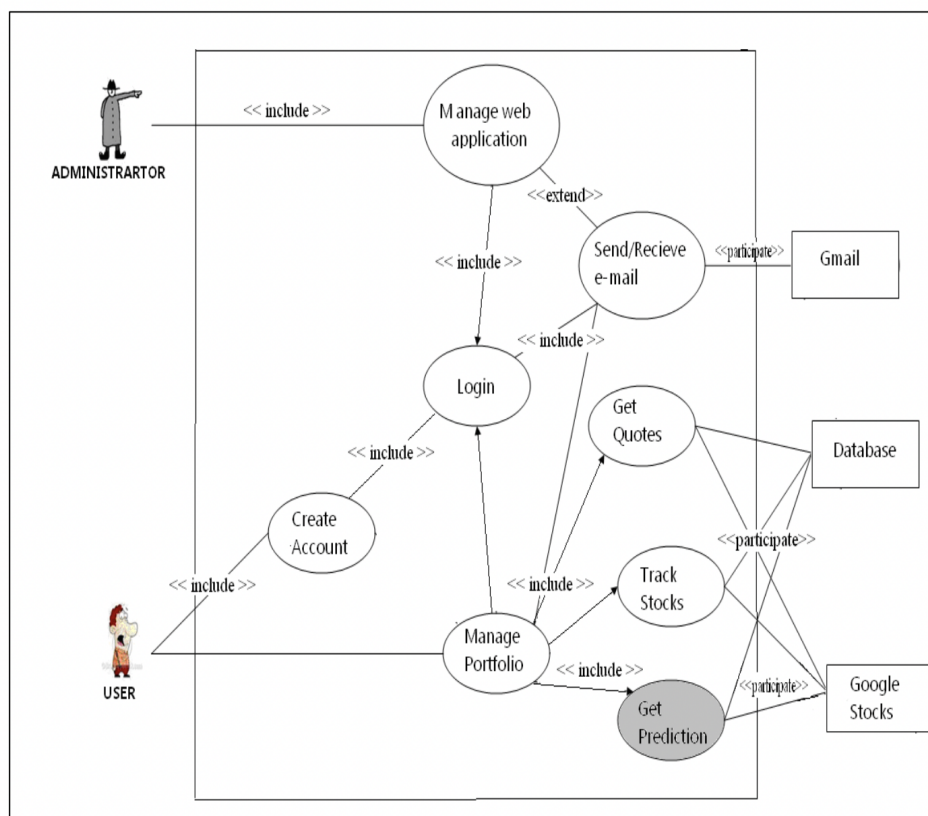 << include >>
Manage web
application
ADMINISTRARTOR
<<extend>>
Send/Recieve
e-mail
<<participate>>
Gmail
<< include >>
<< include >>
Login
Get
Quotes
<< include >>
Database
Create
Account
<<participate>>
<< include >>
<< include >>
Track
Stocks
Manage
Portfolio
<< include >>
USER
<<participate>>
Google
Stocks
Get
Prediction